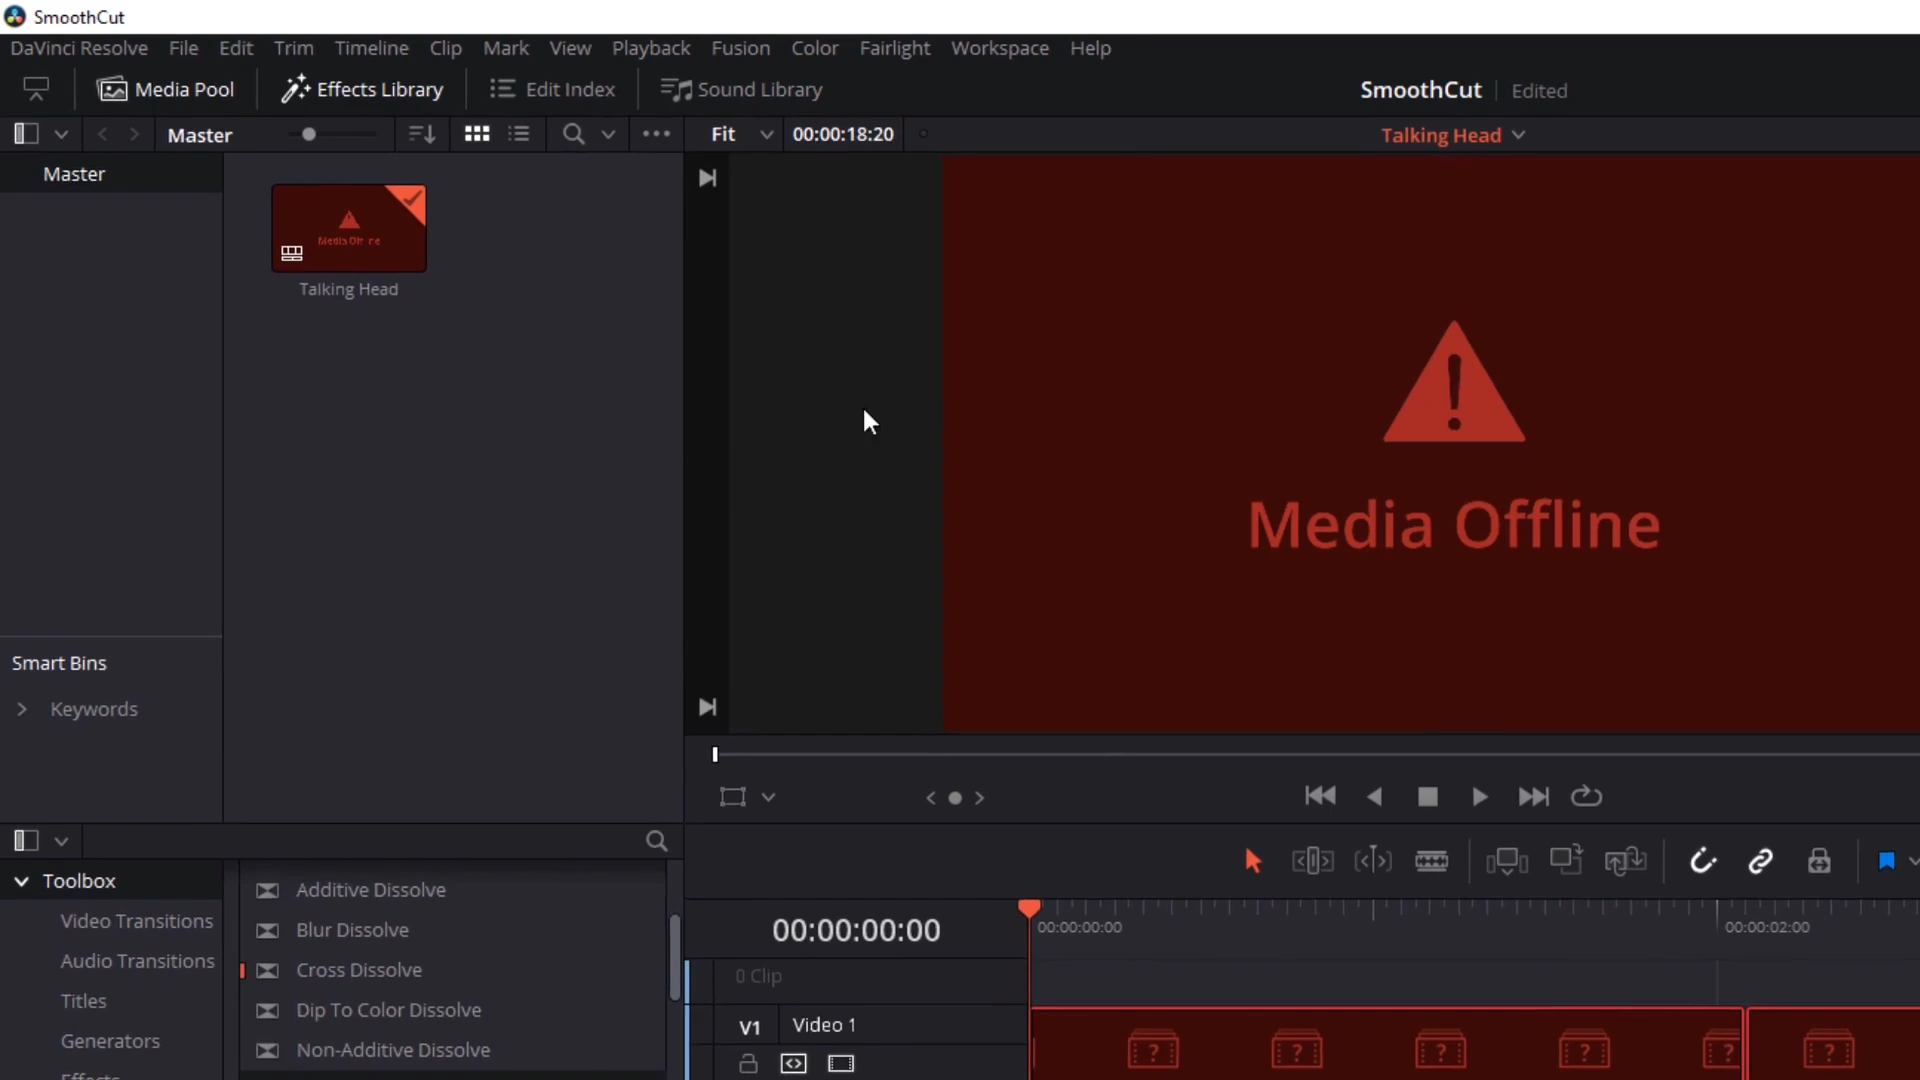 SmoothCut
DaVinci Resolve File Edit Trim Timeline Clip Mark View Playback Fusion Color Fairlight Workspace Help
Media Pool Effects Library Edit Index Sound Library SmoothCut Edited
Master Fit 00:00:18:20 Talking Head
Master
Media Offline
Talking Head
Media Offline
Smart Bins
Keywords
Toolbox
Video Transitions
Audio Transitions
Titles
Generators
Effects
Additive Dissolve
Blur Dissolve
Cross Dissolve
Dip To Color Dissolve
Non-Additive Dissolve
00:00:00:00
00:00:00:00 00:00:02:00
0 Clip
V1 Video 1
? ? ? ? ? ?